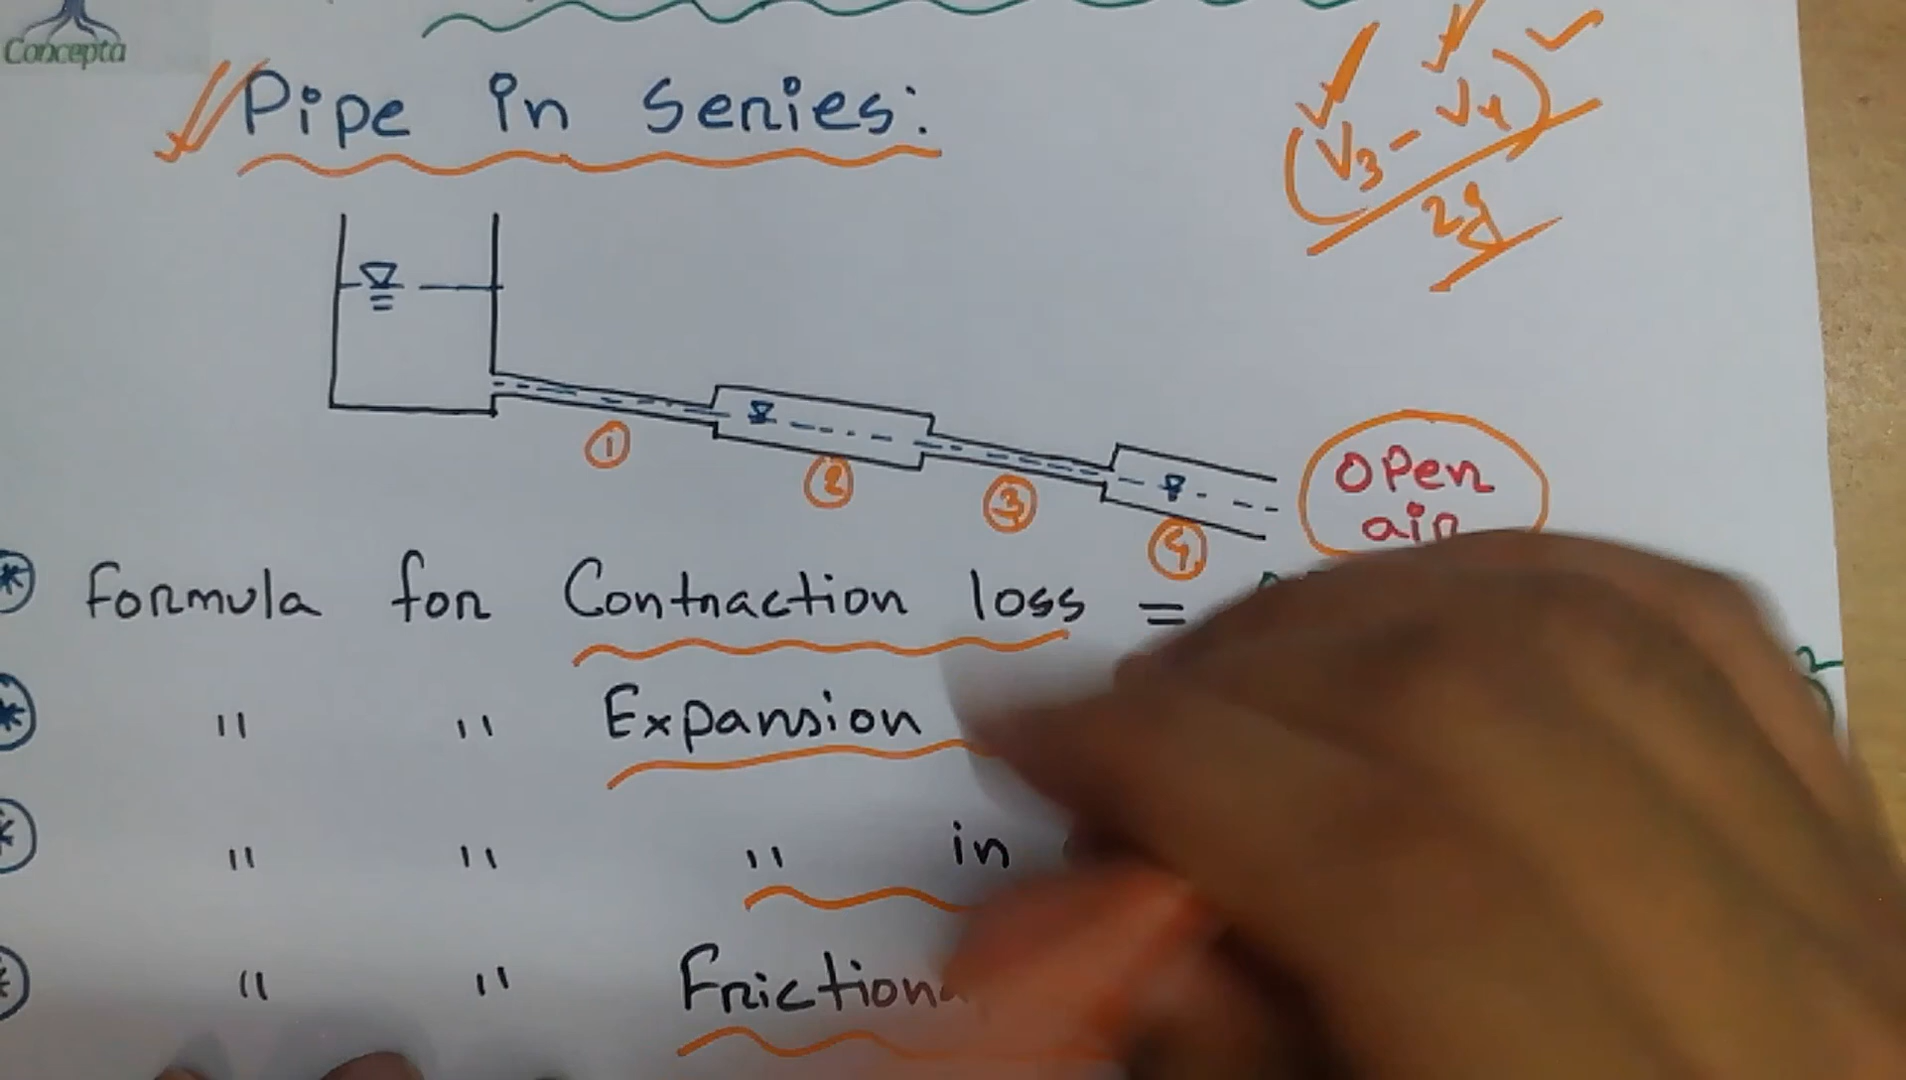 Concepta
Pipe in series:
(V3 - V4)
2g
1
2
3
4
open
air
* Formula for Contraction loss =
* " " Expansion
* " " " in
* " " Friction